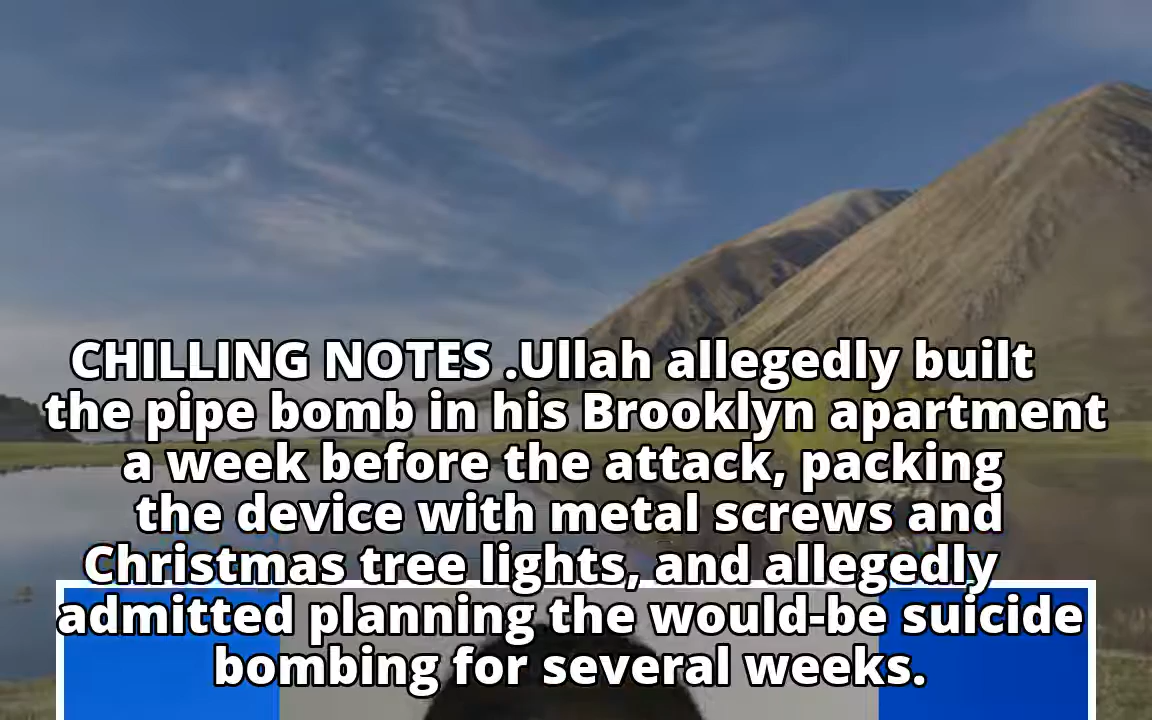 CHILLING NOTES .Ullah allegedly built
the pipe bomb in his Brooklyn apartment
a week before the attack, packing
the device with metal screws and
Christmas tree lights, and allegedly
admitted planning the would-be suicide
bombing for several weeks.